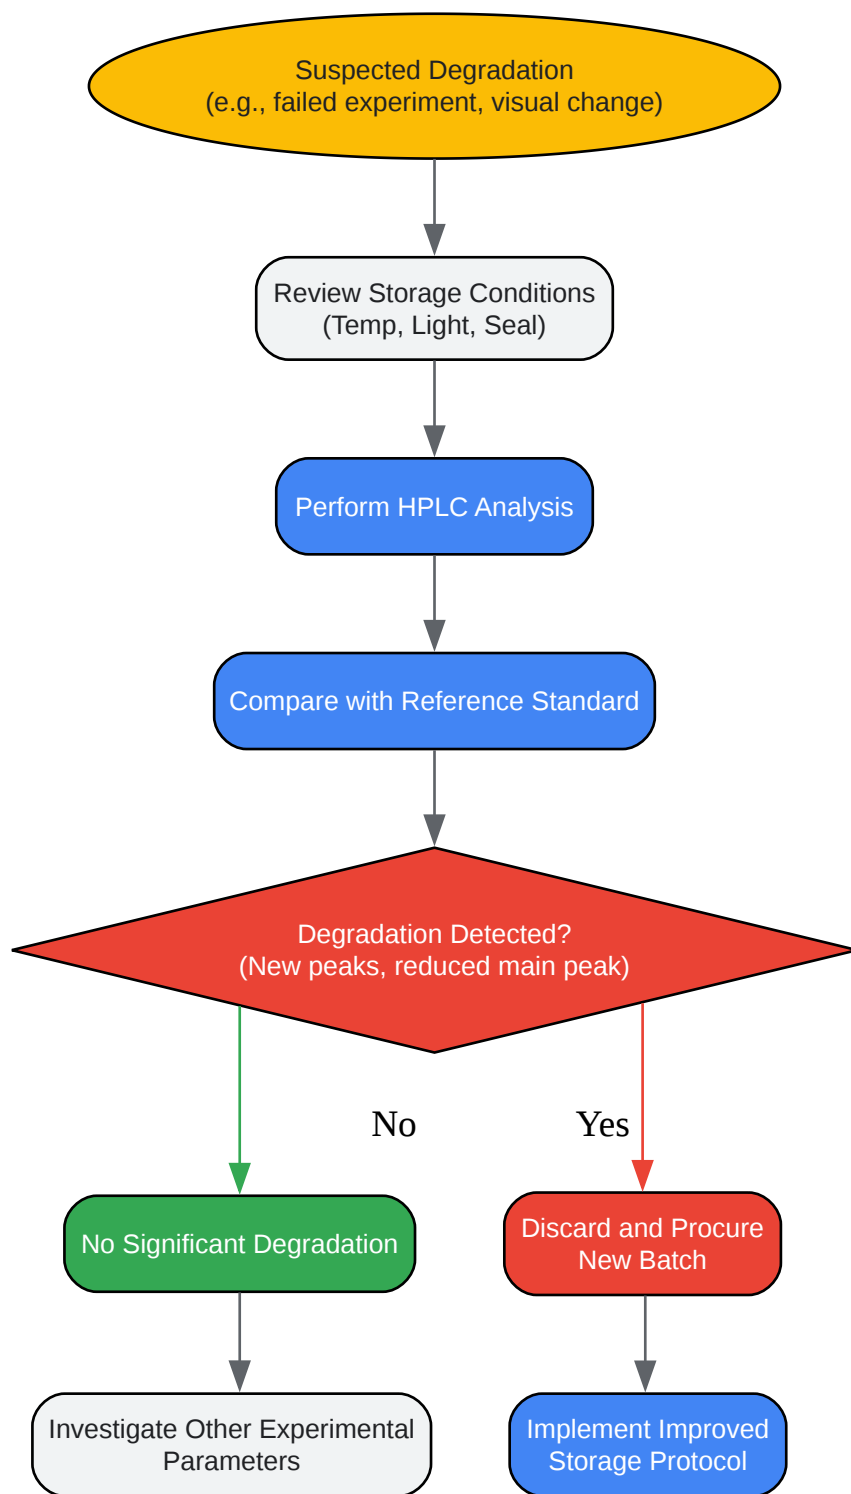 Suspected Degradation
(e.g., failed experiment, visual change)
Review Storage Conditions
(Temp, Light, Seal)
Perform HPLC Analysis
Compare with Reference Standard
Degradation Detected?
(New peaks, reduced main peak)
No
Yes
No Significant Degradation
Discard and Procure
New Batch
Investigate Other Experimental
Parameters
Implement Improved
Storage Protocol